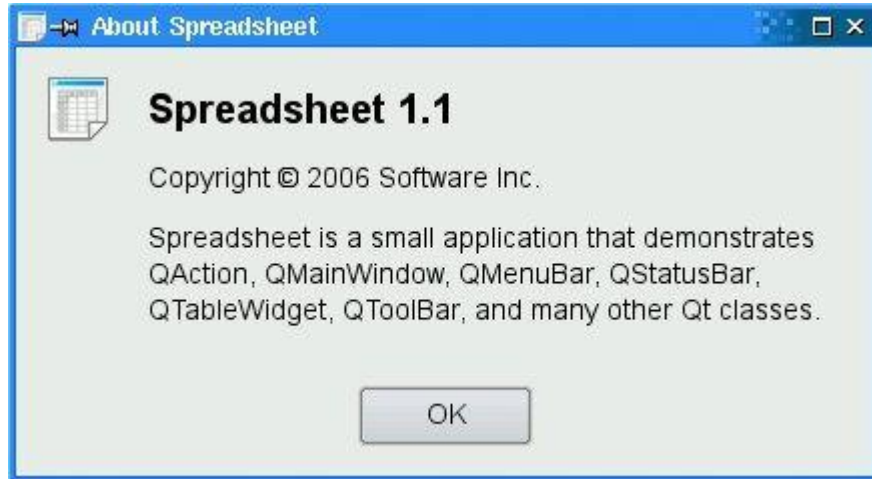 About Spreadsheet
Spreadsheet 1.1
Copyright © 2006 Software Inc.
Spreadsheet is a small application that demonstrates
QAction, QMainWindow, QMenuBar, QStatusBar,
QTableWidget, QToolBar, and many other Qt classes.
OK